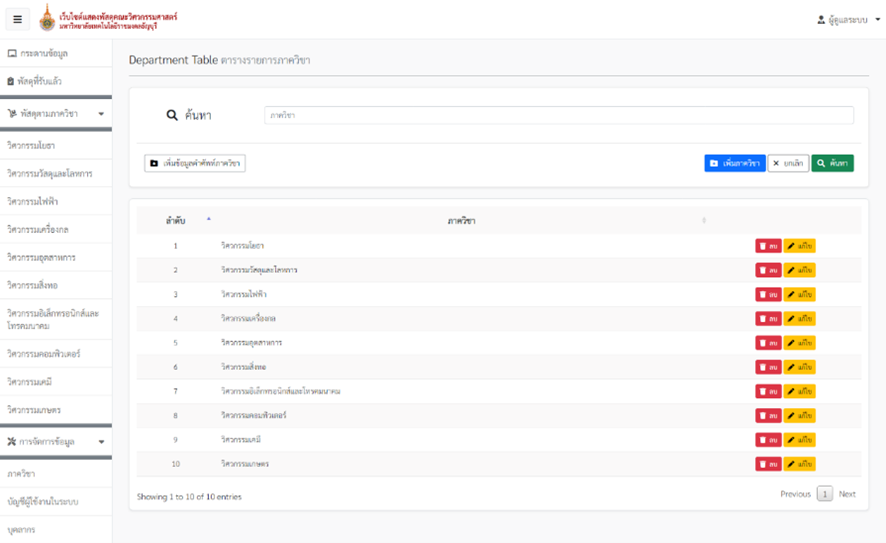 เว็บไซต์แสดงพัสดุคณะวิศวกรรมศาสตร์
มหาวิทยาลัยเทคโนโลยีราชมงคลธัญบุรี
ผู้ดูแลระบบ
กระดานข้อมูล
พัสดุที่รับแล้ว
พัสดุตามภาควิชา
วิศวกรรมโยธา
วิศวกรรมวัสดุและโลหการ
วิศวกรรมไฟฟ้า
วิศวกรรมเครื่องกล
วิศวกรรมอุตสาหการ
วิศวกรรมสิ่งทอ
วิศวกรรมอิเล็กทรอนิกส์และ
โทรคมนาคม
วิศวกรรมคอมพิวเตอร์
วิศวกรรมเคมี
วิศวกรรมเกษตร
การจัดการข้อมูล
ภาควิชา
บัญชีผู้ใช้งานในระบบ
บุคลากร
Department Table ตารางรายการภาควิชา
ค้นหา ภาควิชา
เพิ่มข้อมูลคำศัพท์ภาควิชา เพิ่มภาควิชา ยกเลิก ค้นหา
ลำดับ ภาควิชา
1 วิศวกรรมโยธา ลบ แก้ไข
2 วิศวกรรมวัสดุและโลหการ ลบ แก้ไข
3 วิศวกรรมไฟฟ้า ลบ แก้ไข
4 วิศวกรรมเครื่องกล ลบ แก้ไข
5 วิศวกรรมอุตสาหการ ลบ แก้ไข
6 วิศวกรรมสิ่งทอ ลบ แก้ไข
7 วิศวกรรมอิเล็กทรอนิกส์และโทรคมนาคม ลบ แก้ไข
8 วิศวกรรมคอมพิวเตอร์ ลบ แก้ไข
9 วิศวกรรมเคมี ลบ แก้ไข
10 วิศวกรรมเกษตร ลบ แก้ไข
Showing 1 to 10 of 10 entries Previous 1 Next